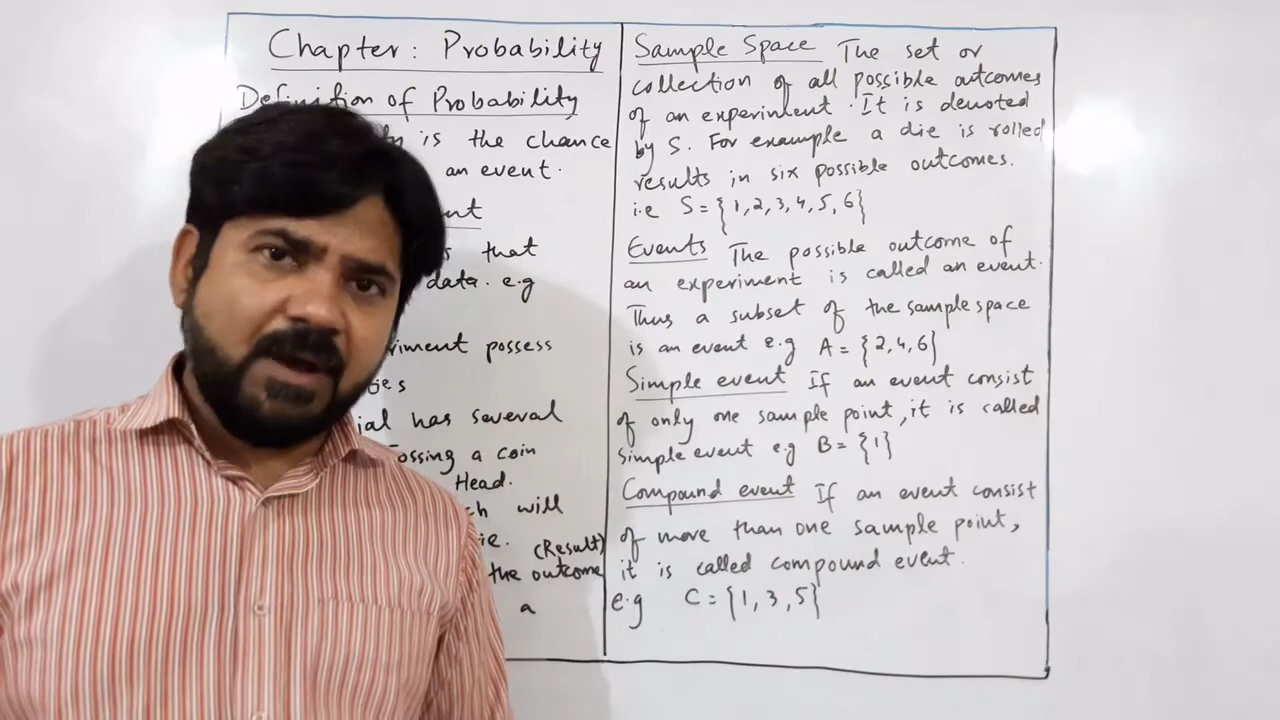 Chapter: Probability
Definition of Probability
is the chance
an event.
that
data. e.g
possess
has several
Tossing a coin
Head.
will
(Result)
the outcome
a
Sample Space The set or
collection of all possible outcomes
of an experiment. It is denoted
by S. For example a die is rolled
results in six possible outcomes.
i.e S = {1,2,3,4,5,6}
Events The possible outcome of
an experiment is called an event.
Thus a subset of the sample space
is an event e.g A = {2,4,6}
Simple event If an event consist
of only one sample point, it is called
simple event e.g B = {1}
Compound event If an event consist
of more than one sample point,
it is called compound event.
e.g C = {1, 3, 5}